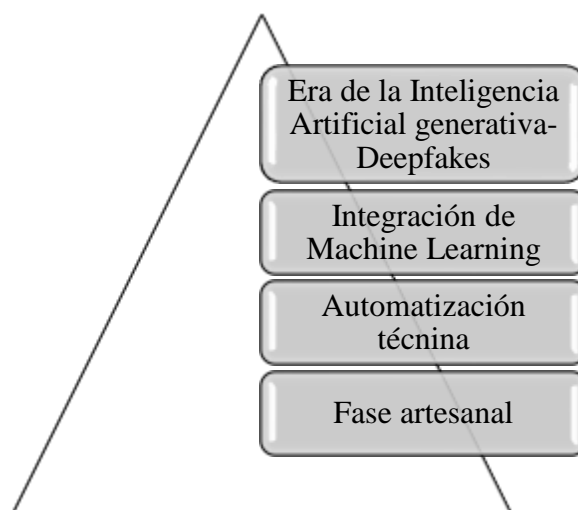 Era de la Inteligencia
Artificial generativa-
Deepfakes
Integración de
Machine Learning
Automatización
técnina
Fase artesanal